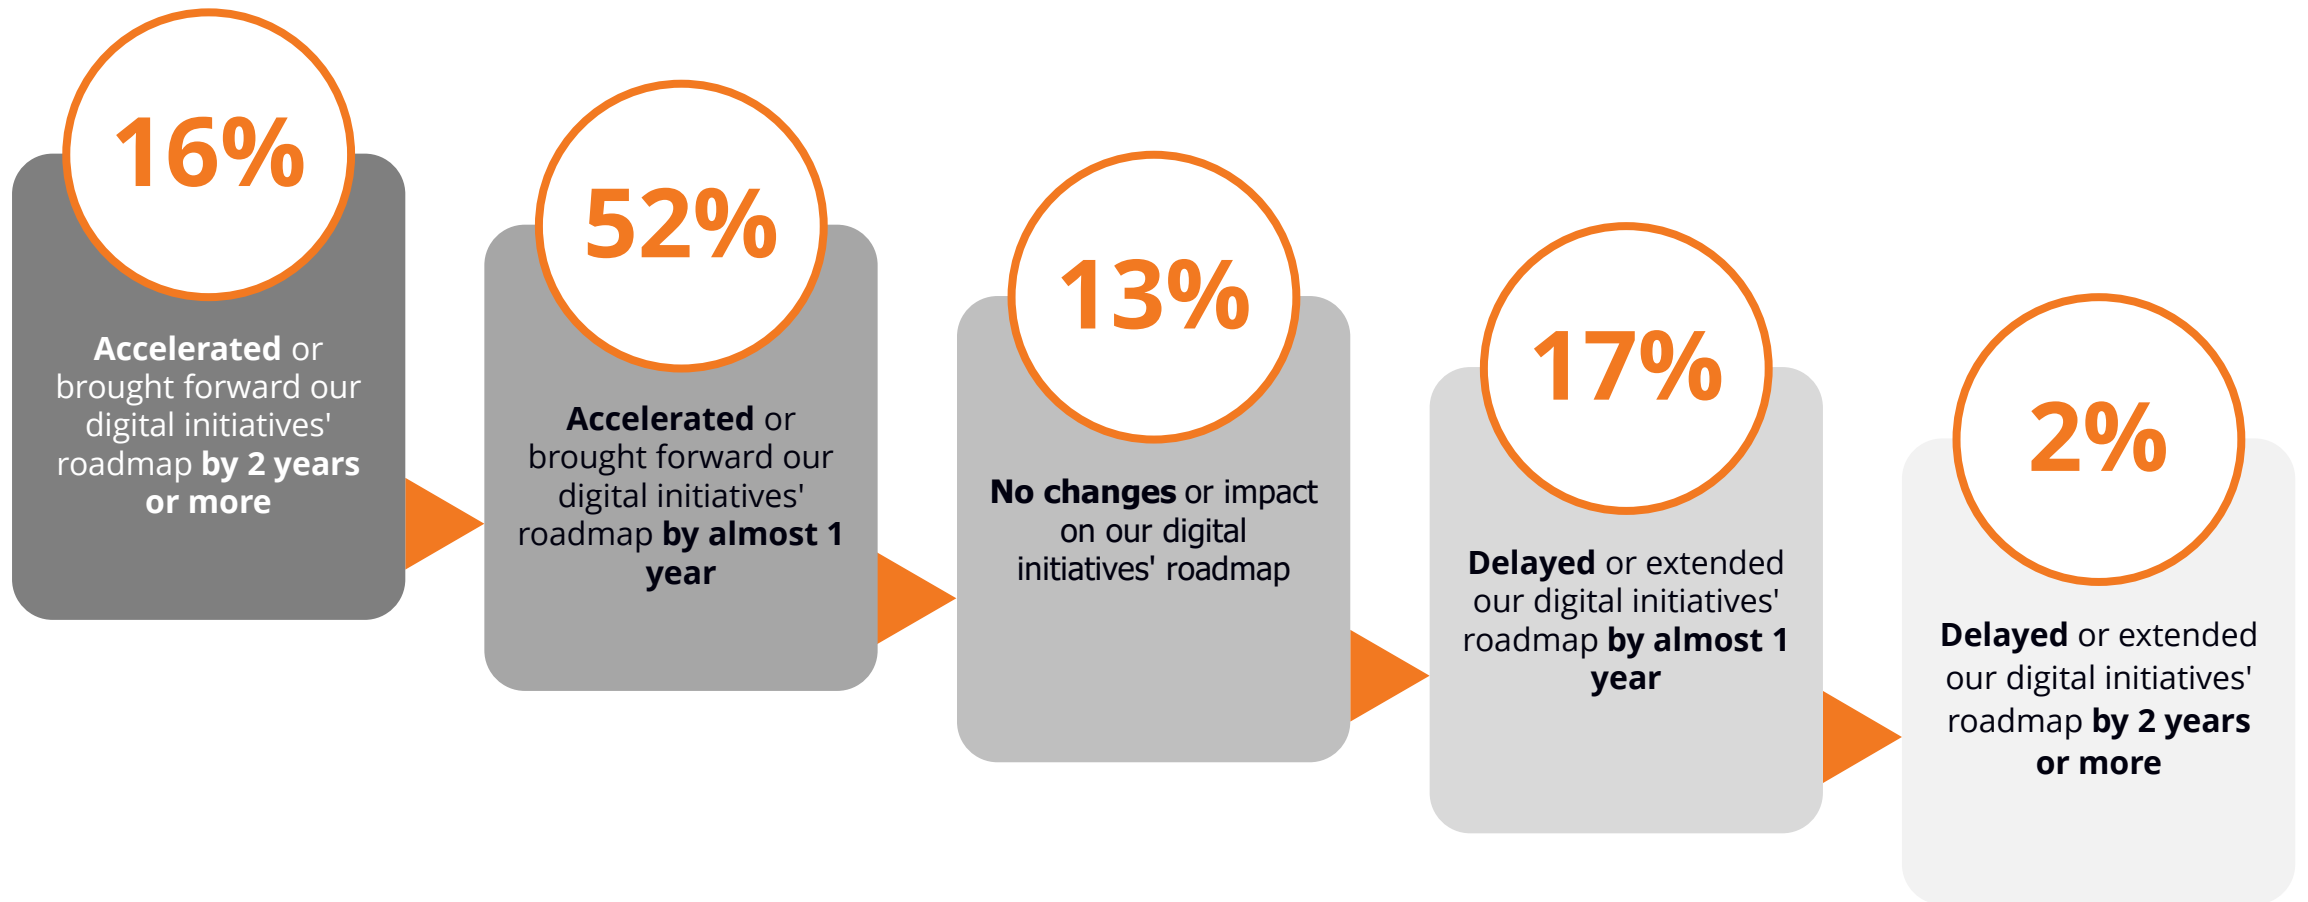 16%
Accelerated or
brought forward our
digital initiatives'
roadmap by 2 years
or more
52%
Accelerated or
brought forward our
digital initiatives'
roadmap by almost 1
year
13%
No changes or impact
on our digital
initiatives' roadmap
17%
Delayed or extended
our digital initiatives'
roadmap by almost 1
year
2%
Delayed or extended
our digital initiatives'
roadmap by 2 years
or more